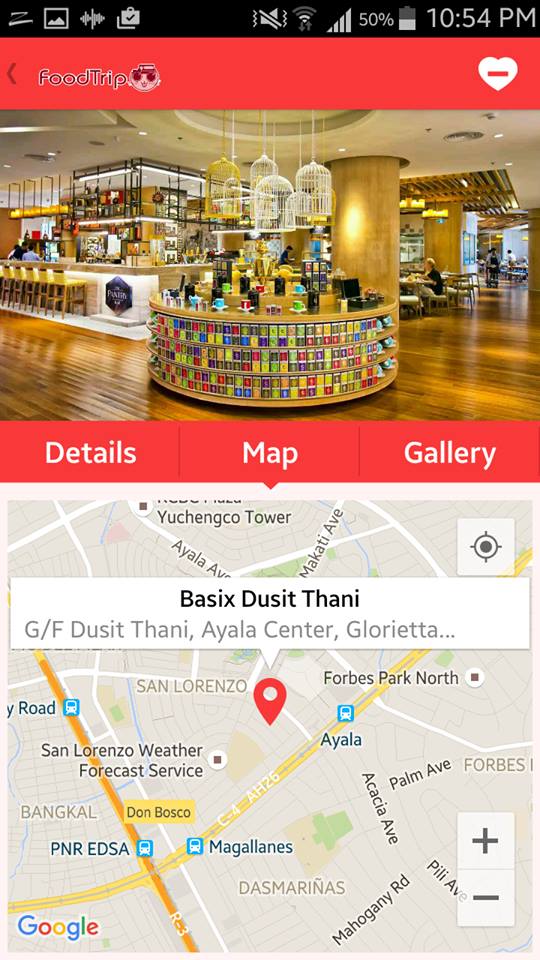 50% 10:54 PM
FoodTrip
THE
PANTRY
Details Map Gallery
RCBC Plaza
Yuchengco Tower
Ayala Ave
Makati Ave
Basix Dusit Thani
G/F Dusit Thani, Ayala Center, Glorietta...
SAN LORENZO
Forbes Park North
y Road
Ayala
San Lorenzo Weather
Forecast Service
FORBES
Palm Ave
Acacia Ave
BANGKAL
Don Bosco
C-4 AH26
PNR EDSA
Magallanes
DASMARIÑAS
Pili Ave
Mahogany Rd
R-3
Google